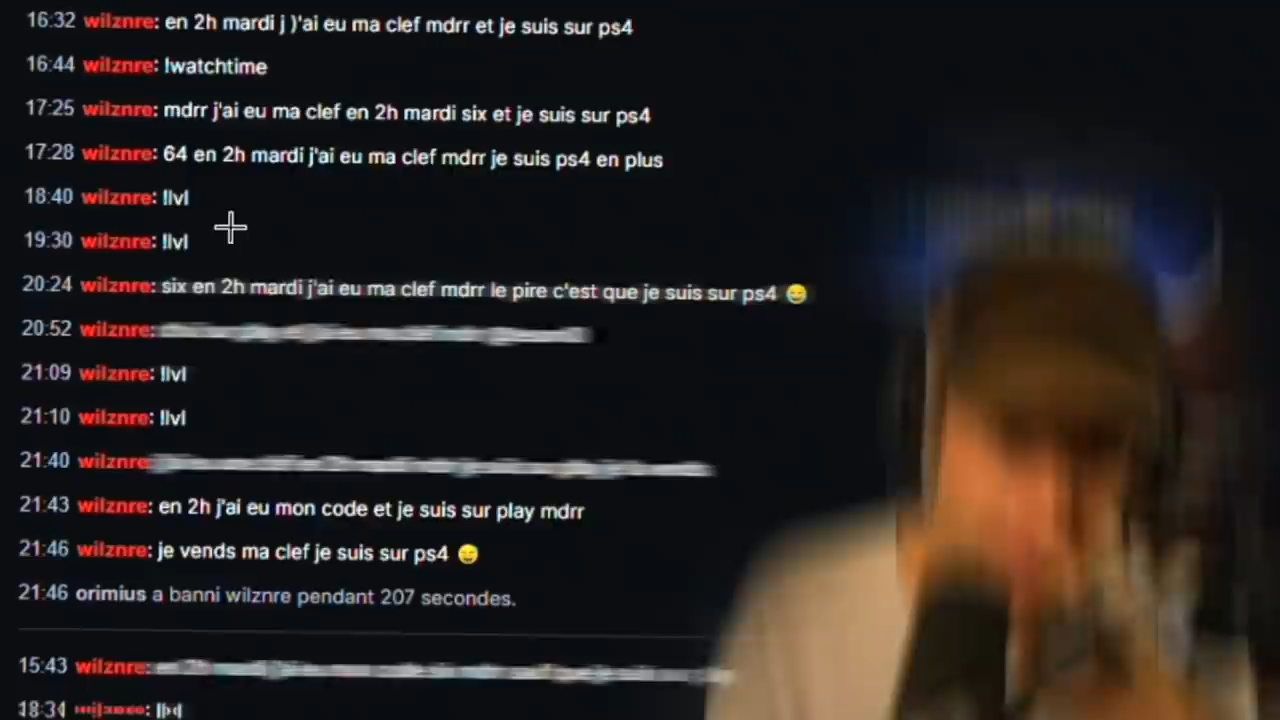 16:32 wilznre: en 2h mardi j )'ai eu ma clef mdrr et je suis sur ps4
16:44 wilznre: !watchtime
17:25 wilznre: mdrr j'ai eu ma clef en 2h mardi six et je suis sur ps4
17:28 wilznre: 64 en 2h mardi j'ai eu ma clef mdrr je suis ps4 en plus
18:40 wilznre: !lvl
19:30 wilznre: !lvl
20:24 wilznre: six en 2h mardi j'ai eu ma clef mdrr le pire c'est que je suis sur ps4 😅
20:52 wilznre:
21:09 wilznre: !lvl
21:10 wilznre: !lvl
21:40 wilznre
21:43 wilznre: en 2h j'ai eu mon code et je suis sur play mdrr
21:46 wilznre: je vends ma clef je suis sur ps4 😄
21:46 orimius a banni wilznre pendant 207 secondes.
15:43 wilznre:
18:34